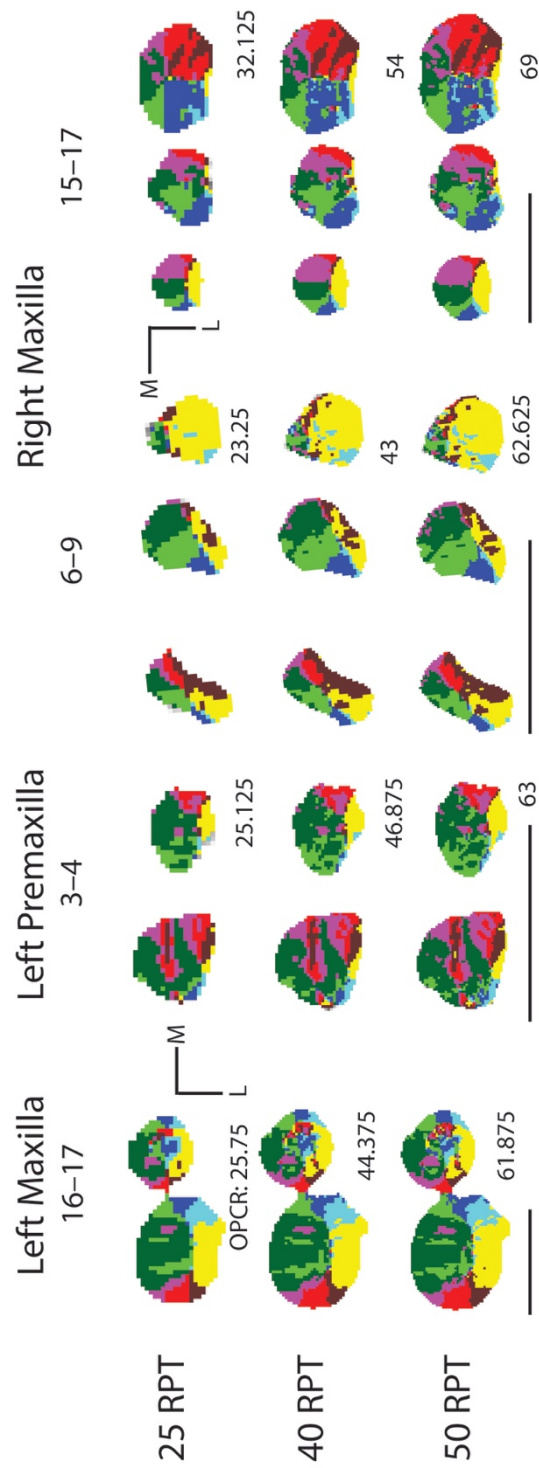 Left Maxilla Left Premaxilla Right Maxilla
16–17 3–4 6–9 15–17
M
L
M
L
25 RPT
OPCR: 25.75 25.125 23.25 32.125
40 RPT
44.375 46.875 43 54
50 RPT
61.875 63 62.625 69